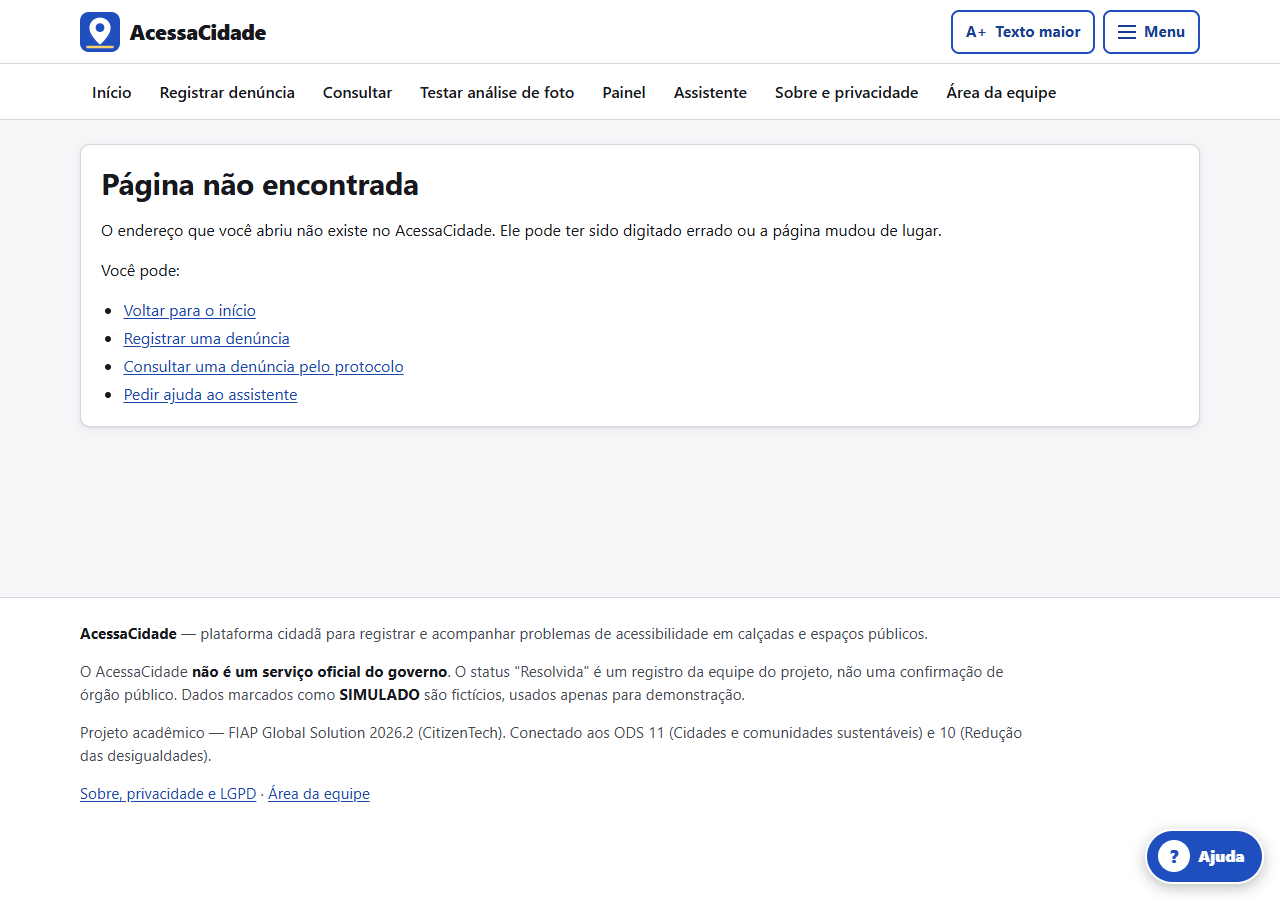 AcessaCidade
A+ Texto maior
Menu
Início Registrar denúncia Consultar Testar análise de foto Painel Assistente Sobre e privacidade Área da equipe
Página não encontrada
O endereço que você abriu não existe no AcessaCidade. Ele pode ter sido digitado errado ou a página mudou de lugar.
Você pode:
Voltar para o início
Registrar uma denúncia
Consultar uma denúncia pelo protocolo
Pedir ajuda ao assistente
AcessaCidade — plataforma cidadã para registrar e acompanhar problemas de acessibilidade em calçadas e espaços públicos.
O AcessaCidade não é um serviço oficial do governo. O status "Resolvida" é um registro da equipe do projeto, não uma confirmação de
órgão público. Dados marcados como SIMULADO são fictícios, usados apenas para demonstração.
Projeto acadêmico — FIAP Global Solution 2026.2 (CitizenTech). Conectado aos ODS 11 (Cidades e comunidades sustentáveis) e 10 (Redução
das desigualdades).
Sobre, privacidade e LGPD · Área da equipe
? Ajuda